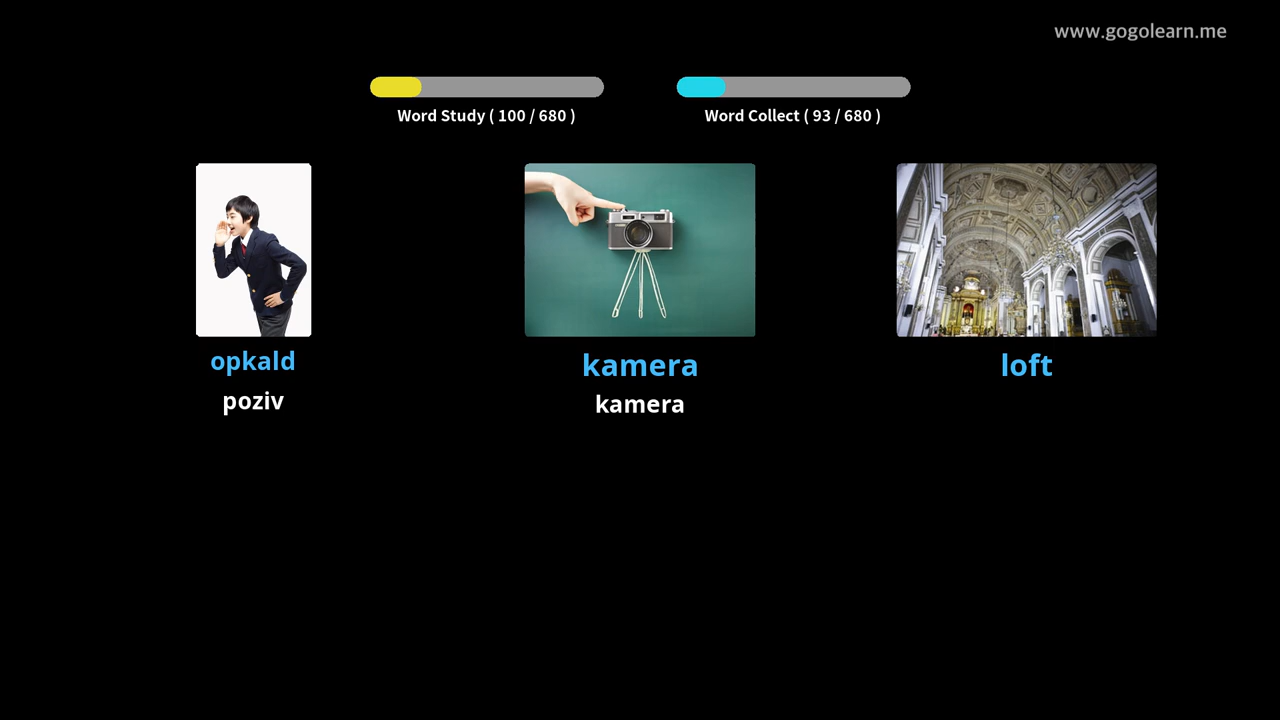 www.gogolearn.me
Word Study ( 100 / 680 )
Word Collect ( 93 / 680 )
opkald
kamera
loft
poziv
kamera